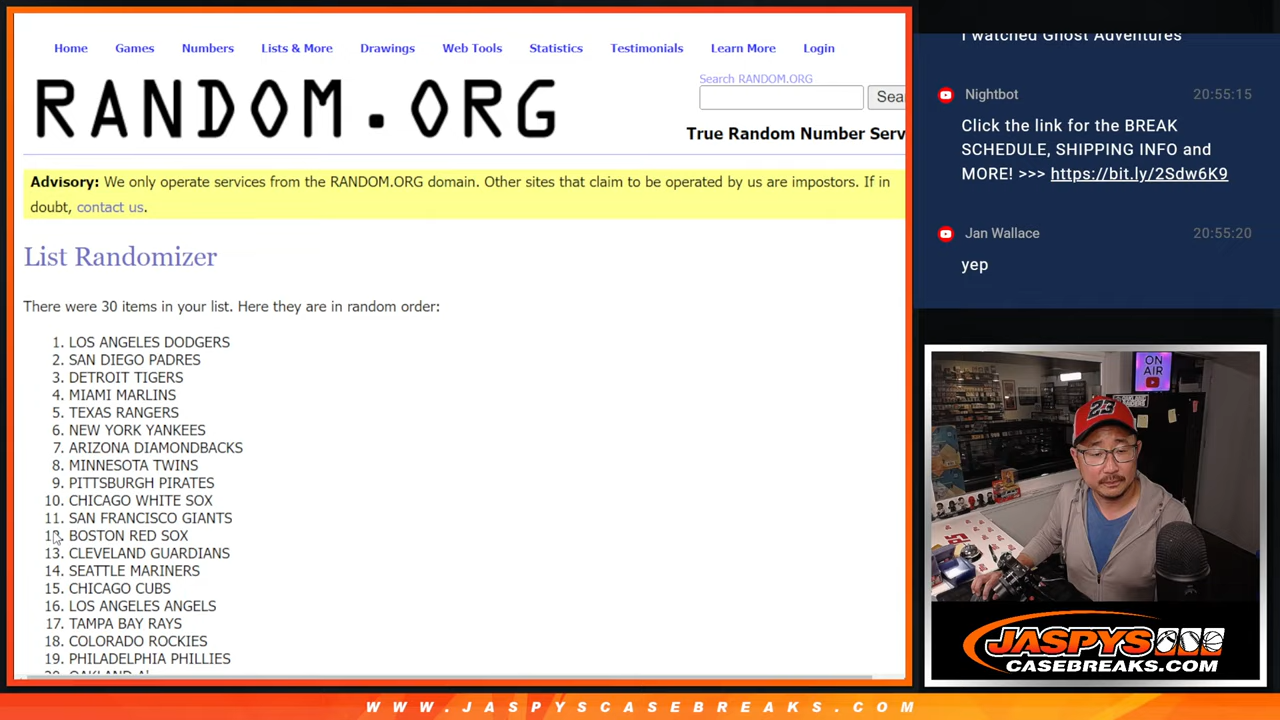 Home Games Numbers Lists & More Drawings Web Tools Statistics Testimonials Learn More Login
RANDOM.ORG
Search RANDOM.ORG
Sea
True Random Number Serv
Advisory: We only operate services from the RANDOM.ORG domain. Other sites that claim to be operated by us are impostors. If in
doubt, contact us.
List Randomizer
There were 30 items in your list. Here they are in random order:
1. LOS ANGELES DODGERS
2. SAN DIEGO PADRES
3. DETROIT TIGERS
4. MIAMI MARLINS
5. TEXAS RANGERS
6. NEW YORK YANKEES
7. ARIZONA DIAMONDBACKS
8. MINNESOTA TWINS
9. PITTSBURGH PIRATES
10. CHICAGO WHITE SOX
11. SAN FRANCISCO GIANTS
12. BOSTON RED SOX
13. CLEVELAND GUARDIANS
14. SEATTLE MARINERS
15. CHICAGO CUBS
16. LOS ANGELES ANGELS
17. TAMPA BAY RAYS
18. COLORADO ROCKIES
19. PHILADELPHIA PHILLIES
I watched Ghost Adventures
Nightbot 20:55:15
Click the link for the BREAK
SCHEDULE, SHIPPING INFO and
MORE! >>> https://bit.ly/2Sdw6K9
Jan Wallace 20:55:20
yep
ON
AIR
23
JASPYS
CASEBREAKS.COM
WWW.JASPYSCASEBREAKS.COM